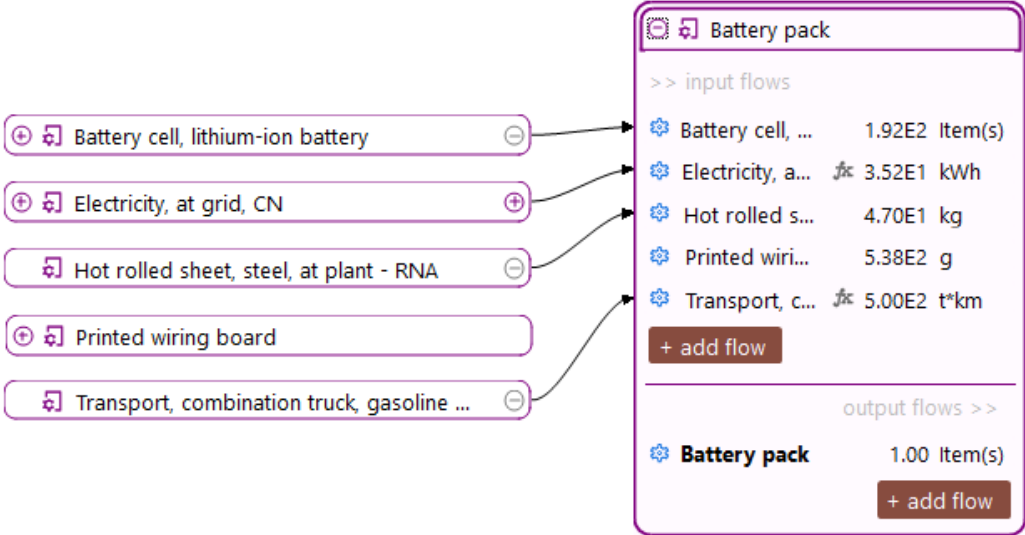 Battery pack
>> input flows
Battery cell, lithium-ion battery
Battery cell, ... 1.92E2 Item(s)
Electricity, at grid, CN
Electricity, a... fx 3.52E1 kWh
Hot rolled sheet, steel, at plant - RNA
Hot rolled s... 4.70E1 kg
Printed wiring board
Printed wiri... 5.38E2 g
Transport, combination truck, gasoline ...
Transport, c... fx 5.00E2 t*km
+ add flow
output flows >>
Battery pack 1.00 Item(s)
+ add flow